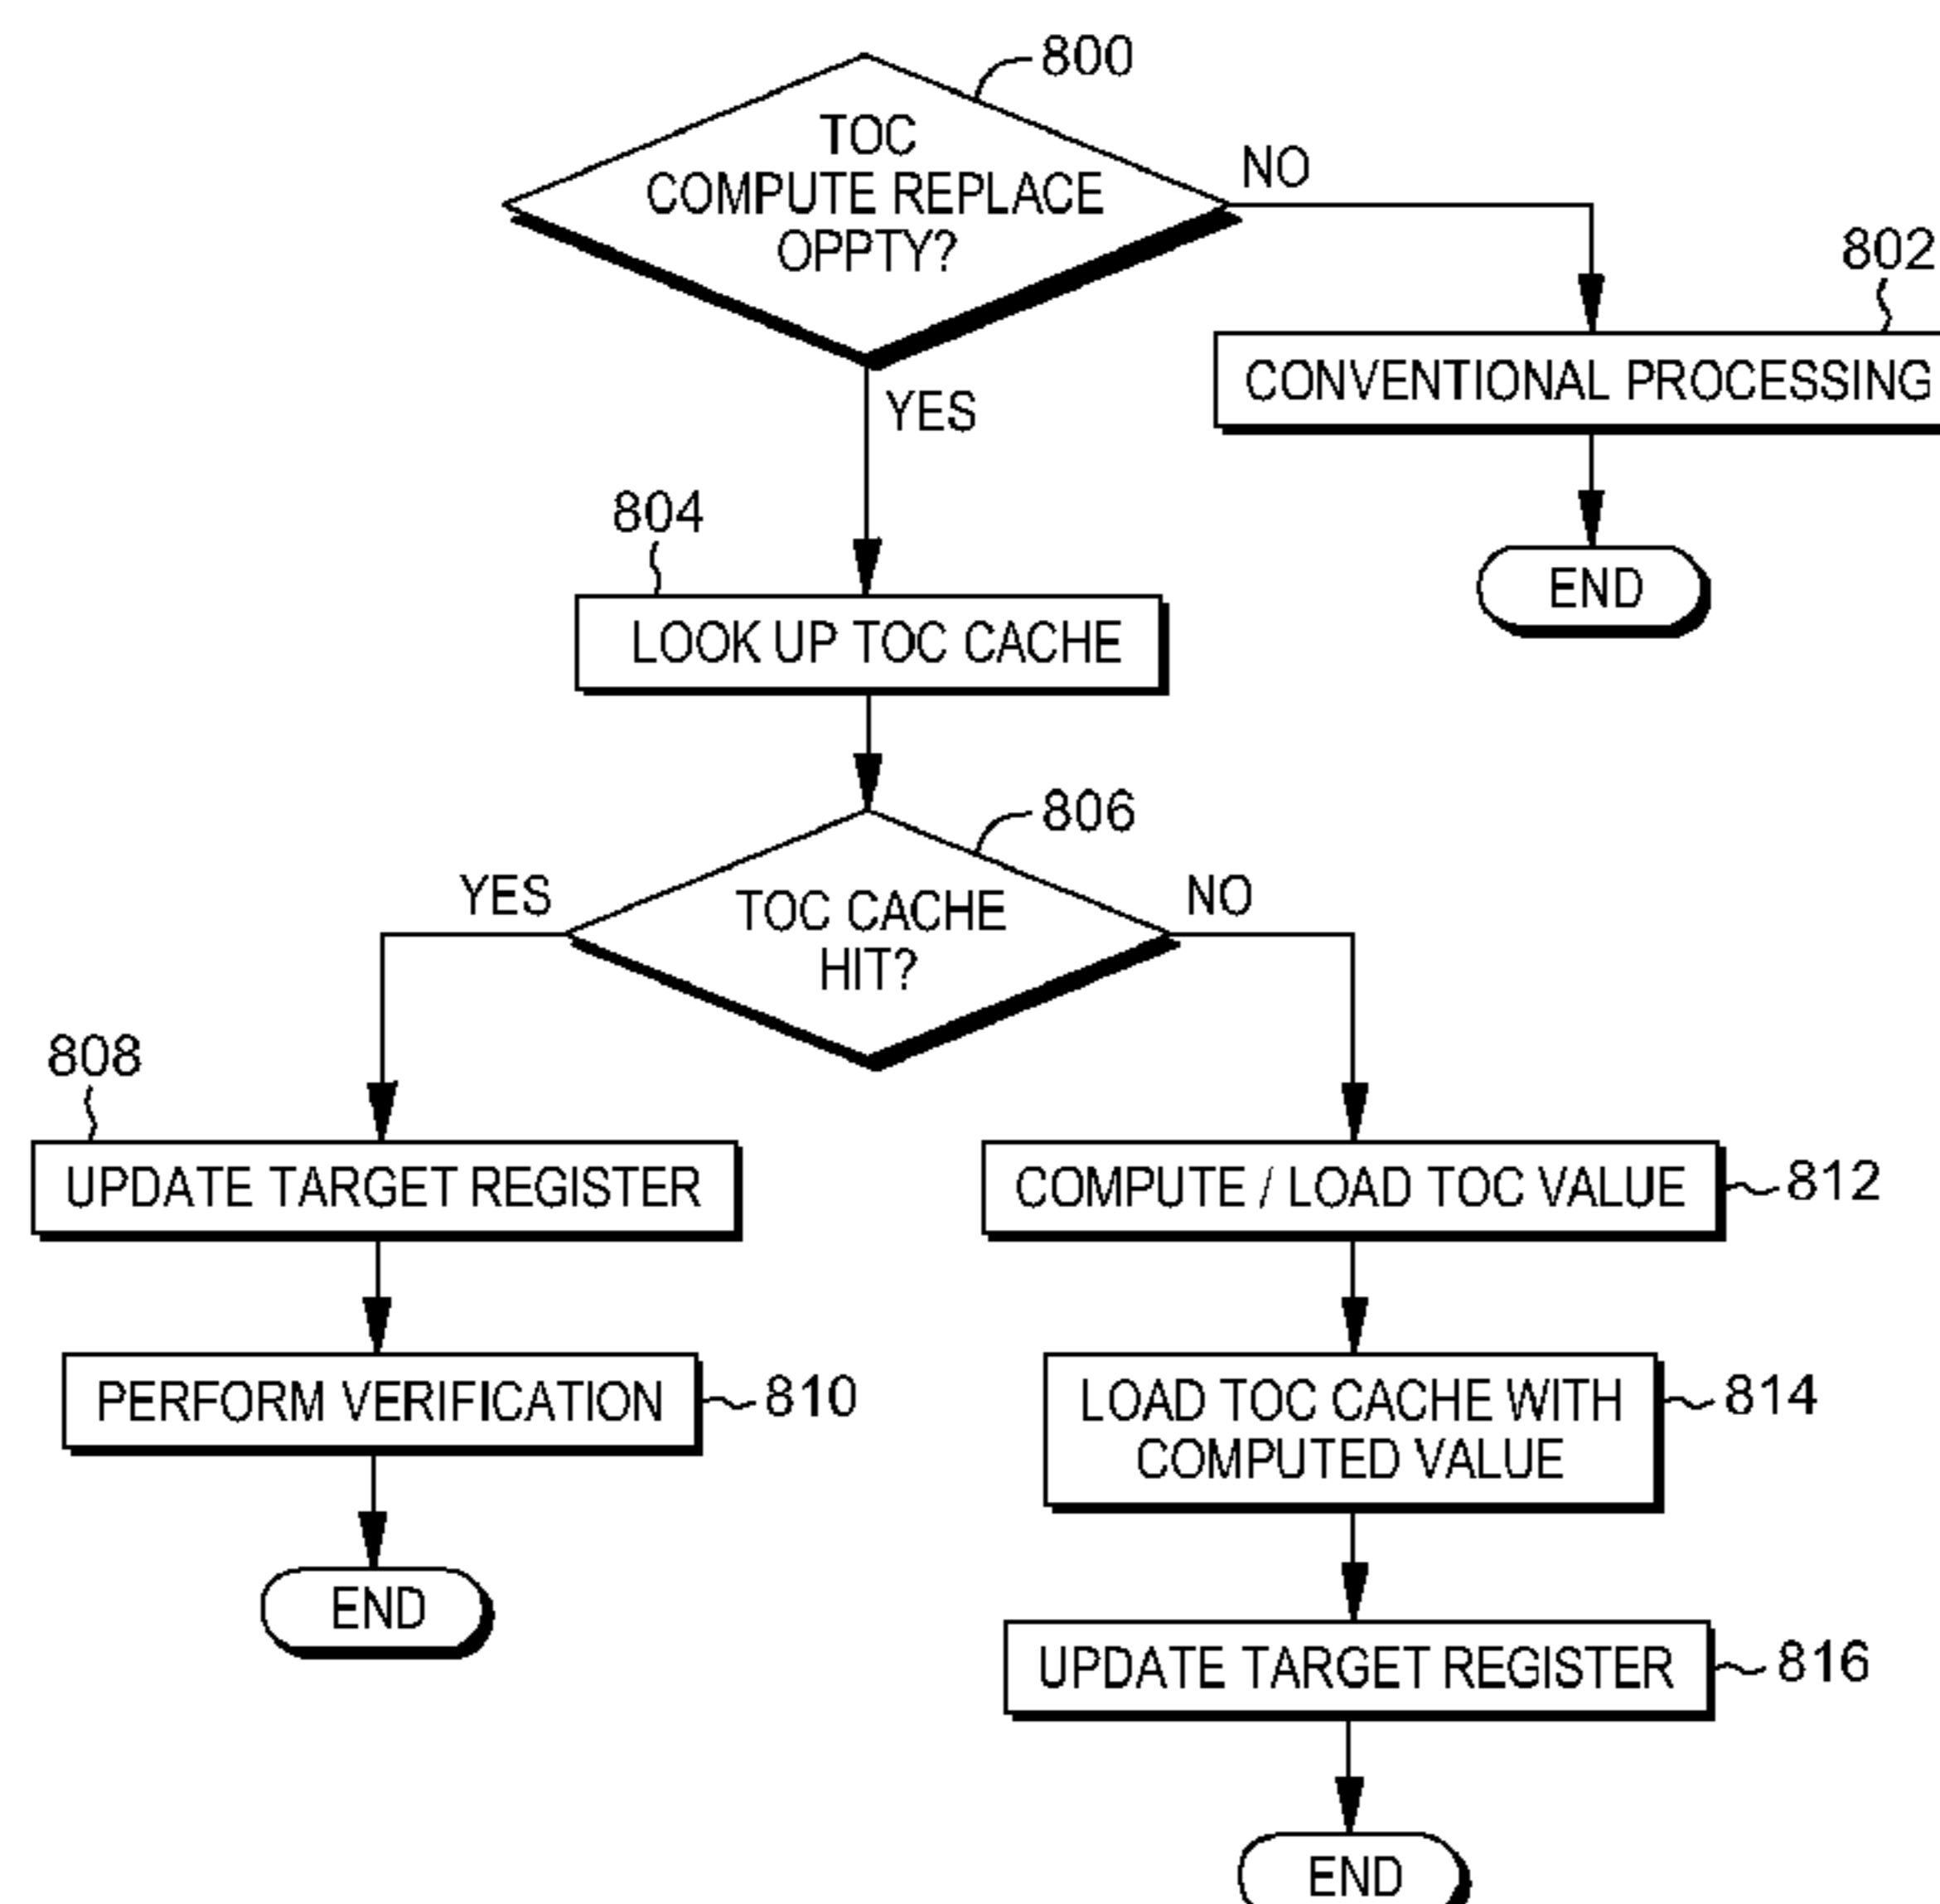 800
TOC
COMPUTE REPLACE
OPPTY?
NO
802
CONVENTIONAL PROCESSING
END
YES
804
LOOK UP TOC CACHE
806
TOC CACHE
HIT?
YES
NO
808
UPDATE TARGET REGISTER
PERFORM VERIFICATION
810
END
COMPUTE / LOAD TOC VALUE
812
LOAD TOC CACHE WITH
COMPUTED VALUE
814
UPDATE TARGET REGISTER
816
END